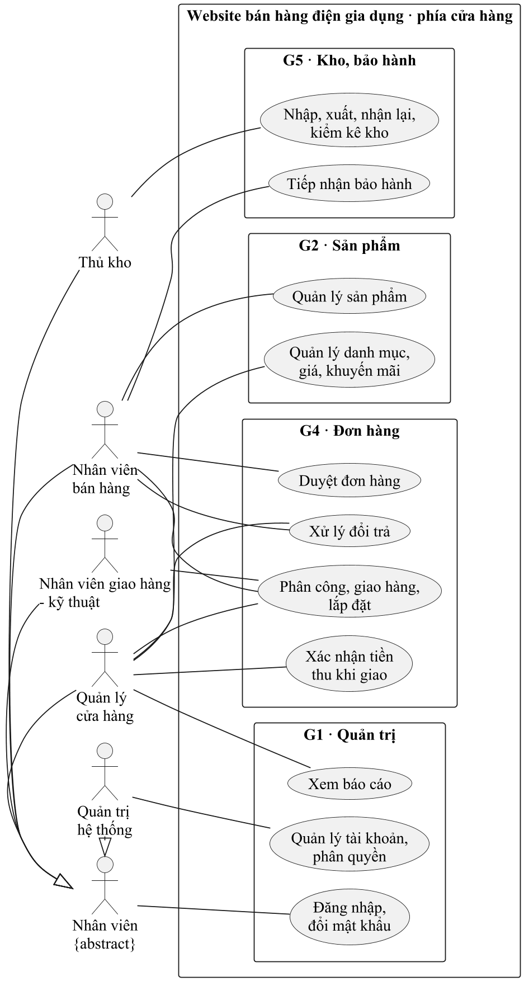 Website bán hàng điện gia dụng · phía cửa hàng
G5 · Kho, bảo hành
Nhập, xuất, nhận lại,
kiểm kê kho
Tiếp nhận bảo hành
Thủ kho
G2 · Sản phẩm
Quản lý sản phẩm
Quản lý danh mục,
giá, khuyến mãi
G4 · Đơn hàng
Nhân viên
bán hàng
Duyệt đơn hàng
Xử lý đổi trả
Nhân viên giao hàng
- kỹ thuật
Phân công, giao hàng,
lắp đặt
Xác nhận tiền
thu khi giao
Quản lý
cửa hàng
G1 · Quản trị
Xem báo cáo
Quản trị
hệ thống
Quản lý tài khoản,
phân quyền
Đăng nhập,
đổi mật khẩu
Nhân viên
{abstract}